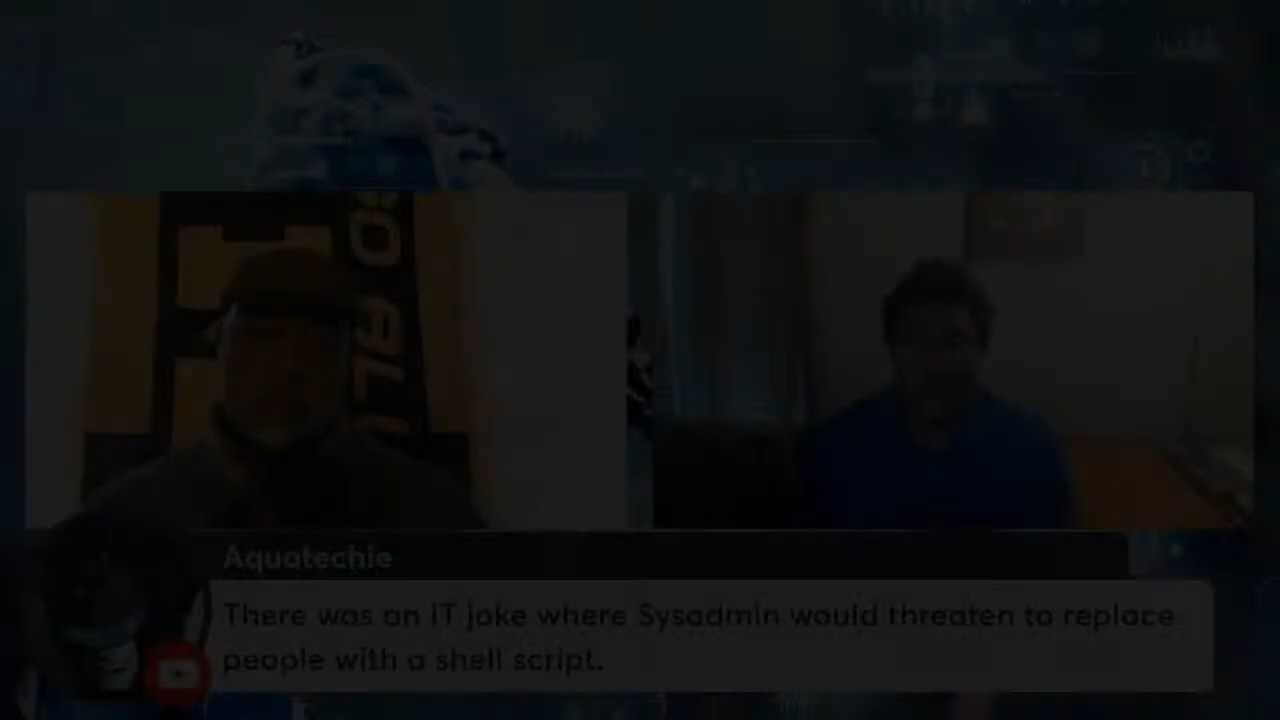 Aquatechie
There was an IT joke where Sysadmin would threaten to replace
people with a shell script.